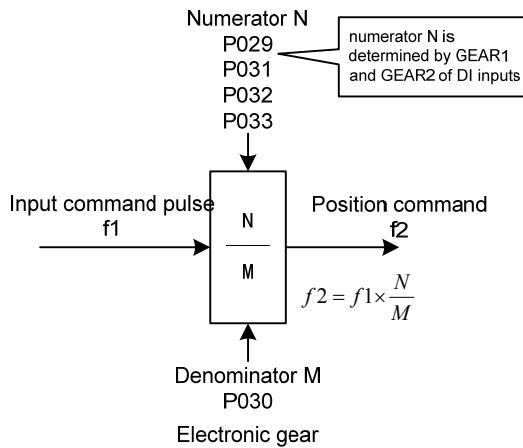 Numerator N
P029
P031
P032
P033
numerator N is
determined by GEAR1
and GEAR2 of DI inputs
Input command pulse
f1
N
M
Position command
f2
f2 = f1 × N/M
Denominator M
P030
Electronic gear